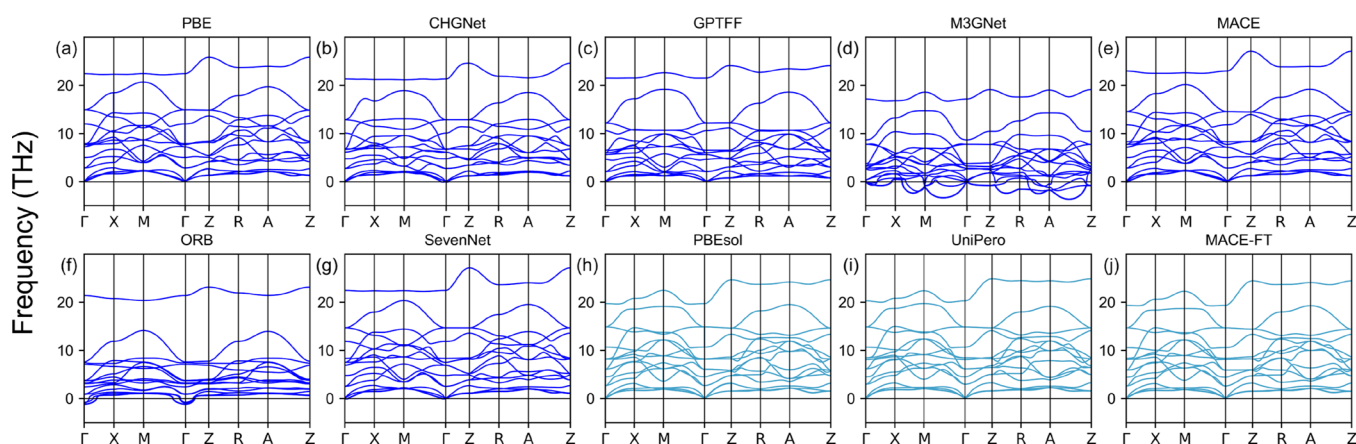 PBE CHGNet GPTFF M3GNet MACE
(a) (b) (c) (d) (e)
20
10
0
Γ X M Γ Z R A Z Γ X M Γ Z R A Z Γ X M Γ Z R A Z Γ X M Γ Z R A Z Γ X M Γ Z R A Z
Frequency (THz)
ORB SevenNet PBEsol UniPero MACE-FT
(f) (g) (h) (i) (j)
20
10
0
Γ X M Γ Z R A Z Γ X M Γ Z R A Z Γ X M Γ Z R A Z Γ X M Γ Z R A Z Γ X M Γ Z R A Z